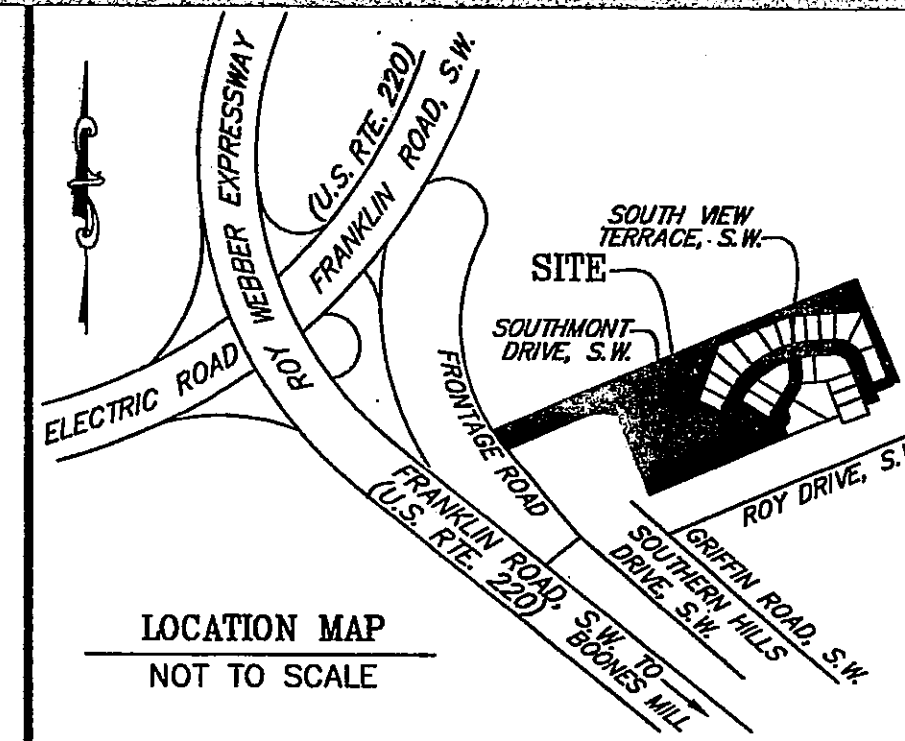 ROY WEBBER EXPRESSWAY
(U.S. RTE. 220)
FRANKLIN ROAD, S.W.
SOUTH VIEW
TERRACE, S.W.
SITE
SOUTHMONT
DRIVE, S.W.
ELECTRIC ROAD
FRONTAGE ROAD
ROY DRIVE, S.W
FRANKLIN ROAD, S.W. TO
(U.S. RTE. 220)
BOONES MILL
SOUTHERN HILLS
DRIVE, S.W.
GRIFFIN ROAD, S.W.
LOCATION MAP
NOT TO SCALE